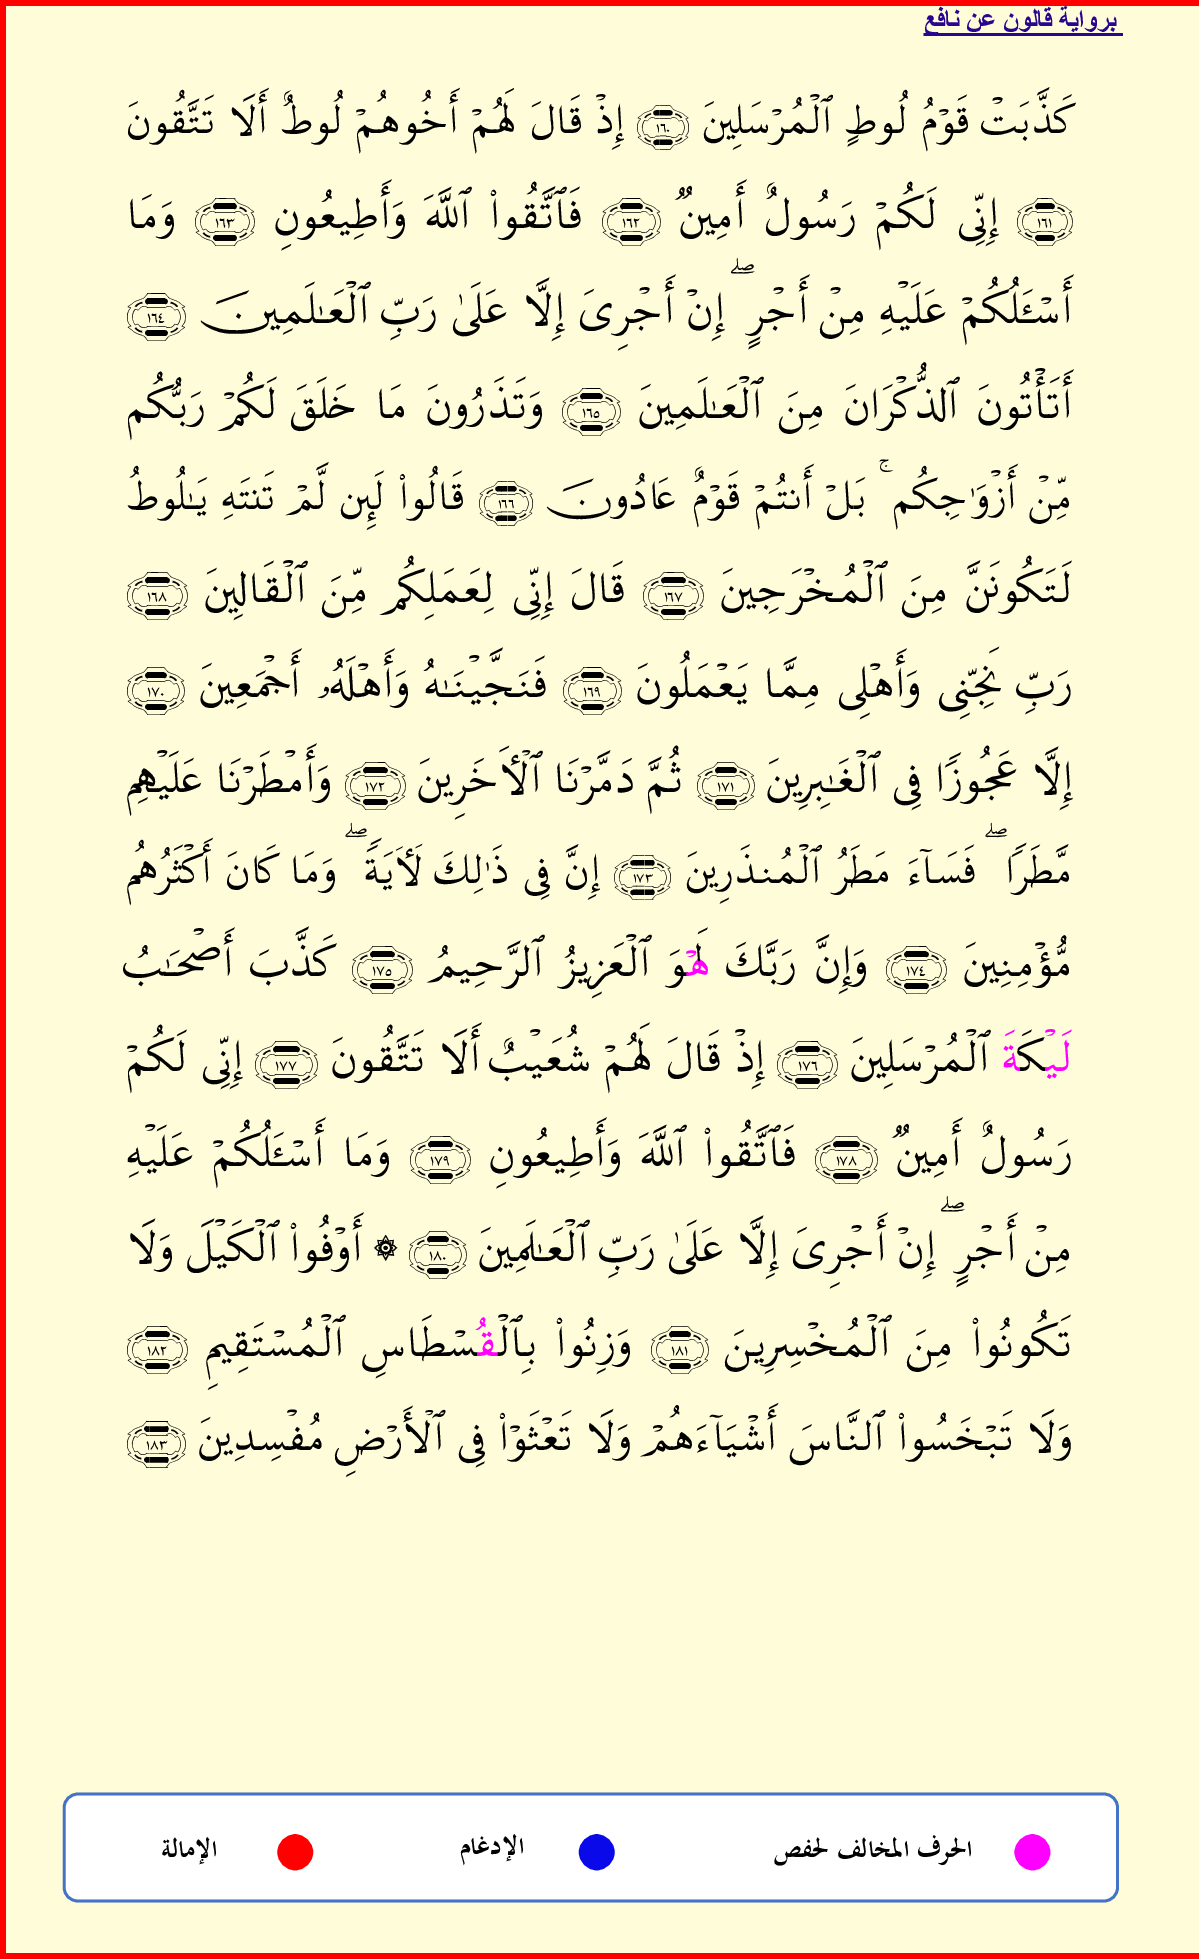 برواية قالون عن نافع
كَذَّبَتۡ قَوۡمُ لُوطٍ ٱلۡمُرۡسَلِينَ ١٦٠ إِذۡ قَالَ لَهُمۡ أَخُوهُمۡ لُوطٌ أَلَا تَتَّقُونَ
١٦١ إِنِّى لَكُمۡ رَسُولٌ أَمِينٌ ١٦٢ فَٱتَّقُواْ ٱللَّهَ وَأَطِيعُونِ ١٦٣ وَمَا
أَسۡـَٔلُكُمۡ عَلَيۡهِ مِنۡ أَجۡرٍۖ إِنۡ أَجۡرِىَ إِلَّا عَلَىٰ رَبِّ ٱلۡعَـٰلَمِينَ ١٦٤
أَتَأۡتُونَ ٱلذُّكۡرَانَ مِنَ ٱلۡعَـٰلَمِينَ ١٦٥ وَتَذَرُونَ مَا خَلَقَ لَكُمۡ رَبُّكُم
مِّنۡ أَزۡوَٰجِكُمۚ بَلۡ أَنتُمۡ قَوۡمٌ عَادُونَ ١٦٦ قَالُواْ لَئِن لَّمۡ تَنتَهِ يَـٰلُوطُ
لَتَكُونَنَّ مِنَ ٱلۡمُخۡرَجِينَ ١٦٧ قَالَ إِنِّى لِعَمَلِكُم مِّنَ ٱلۡقَالِينَ ١٦٨
رَبِّ نَجِّنِى وَأَهۡلِى مِمَّا يَعۡمَلُونَ ١٦٩ فَنَجَّيۡنَـٰهُ وَأَهۡلَهُۥ أَجۡمَعِينَ ١٧٠
إِلَّا عَجُوزًا فِى ٱلۡغَـٰبِرِينَ ١٧١ ثُمَّ دَمَّرۡنَا ٱلۡأَخَرِينَ ١٧٢ وَأَمۡطَرۡنَا عَلَيۡهِم
مَّطَرًاۖ فَسَآءَ مَطَرُ ٱلۡمُنذَرِينَ ١٧٣ إِنَّ فِى ذَٰلِكَ لَأَيَةًۖ وَمَا كَانَ أَكۡثَرُهُم
مُّؤۡمِنِينَ ١٧٤ وَإِنَّ رَبَّكَ لَهۡوَ ٱلۡعَزِيزُ ٱلرَّحِيمُ ١٧٥ كَذَّبَ أَصۡحَـٰبُ
لَيۡكَةَ ٱلۡمُرۡسَلِينَ ١٧٦ إِذۡ قَالَ لَهُمۡ شُعَيۡبٌ أَلَا تَتَّقُونَ ١٧٧ إِنِّى لَكُمۡ
رَسُولٌ أَمِينٌ ١٧٨ فَٱتَّقُواْ ٱللَّهَ وَأَطِيعُونِ ١٧٩ وَمَا أَسۡـَٔلُكُمۡ عَلَيۡهِ
مِنۡ أَجۡرٍۖ إِنۡ أَجۡرِىَ إِلَّا عَلَىٰ رَبِّ ٱلۡعَـٰلَمِينَ ١٨٠ ۞ أَوۡفُواْ ٱلۡكَيۡلَ وَلَا
تَكُونُواْ مِنَ ٱلۡمُخۡسِرِينَ ١٨١ وَزِنُواْ بِٱلۡقُسۡطَاسِ ٱلۡمُسۡتَقِيمِ ١٨٢
وَلَا تَبۡخَسُواْ ٱلنَّاسَ أَشۡيَآءَهُمۡ وَلَا تَعۡثَوۡاْ فِى ٱلۡأَرۡضِ مُفۡسِدِينَ ١٨٣
الحرف المخالف لحفص الإدغام الإمالة